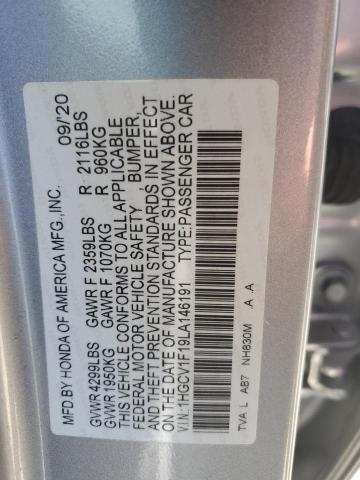 MFD.BY HONDA OF AMERICA MFG.,INC. 09/'20
GVWR 4299LBS GAWR F 2359LBS R 2116LBS
GVWR 1950KG GAWR F 1070KG R 960KG
THIS VEHICLE CONFORMS TO ALL APPLICABLE
FEDERAL MOTOR VEHICLE SAFETY , BUMPER,
AND THEFT PREVENTION STANDARDS IN EFFECT
ON THE DATE OF MANUFACTURE SHOWN ABOVE.
V.I.N.:1HGCV1F19LA146191 TYPE:PASSENGER CAR
TVA L AB7 NH830M A A